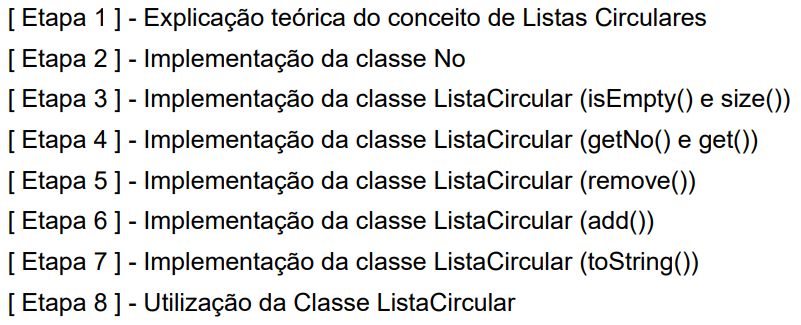 [ Etapa 1 ] - Explicação teórica do conceito de Listas Circulares
[ Etapa 2 ] - Implementação da classe No
[ Etapa 3 ] - Implementação da classe ListaCircular (isEmpty() e size())
[ Etapa 4 ] - Implementação da classe ListaCircular (getNo() e get())
[ Etapa 5 ] - Implementação da classe ListaCircular (remove())
[ Etapa 6 ] - Implementação da classe ListaCircular (add())
[ Etapa 7 ] - Implementação da classe ListaCircular (toString())
[ Etapa 8 ] - Utilização da Classe ListaCircular